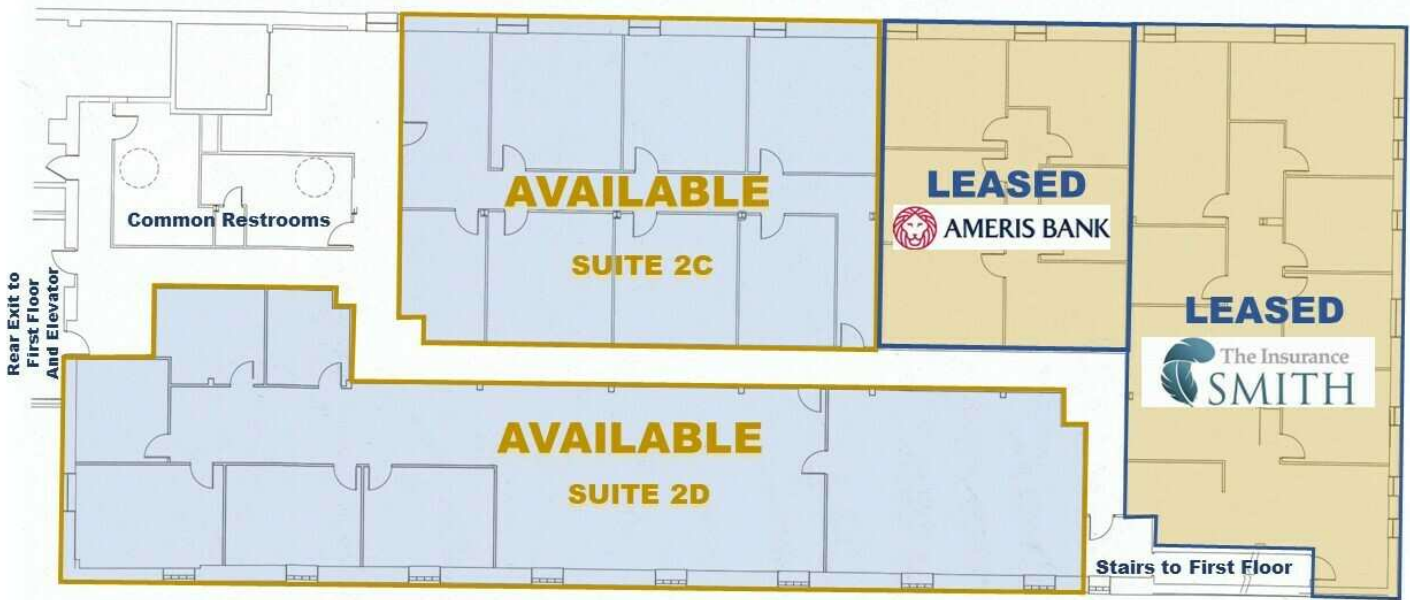 AVAILABLE
SUITE 2C
LEASED
AMERIS BANK
Common Restrooms
LEASED
The Insurance
SMITH
Rear Exit to
First Floor
And Elevator
AVAILABLE
SUITE 2D
Stairs to First Floor